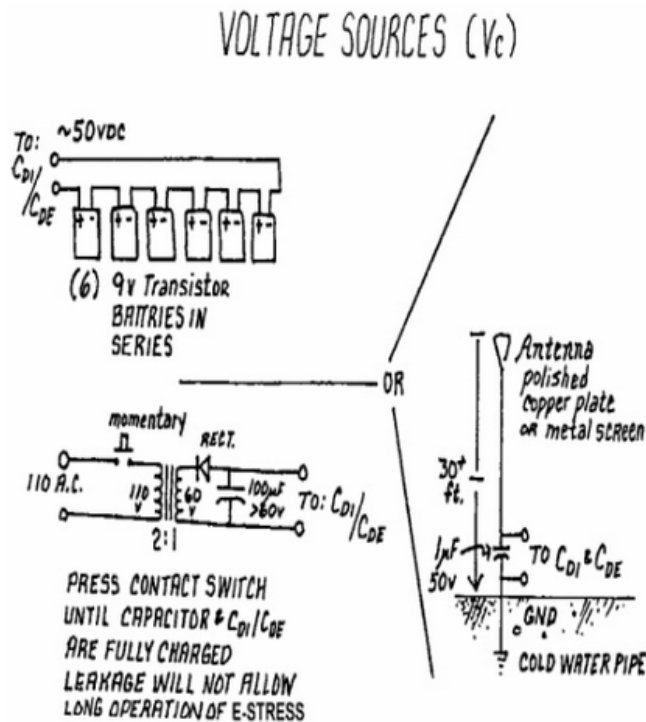 VOLTAGE SOURCES (Vc)
~50VDC
TO:
CDI
/CDE
+ - + - + - + - + - + -
(6) 9v Transistor
BATTRIES IN
SERIES
OR
momentary
RECT.
110 A.C.
110
V
60
V
100µF
>60v
TO: CDI
/CDE
2:1
PRESS CONTACT SWITCH
UNTIL CAPACITOR & CDI/CDE
ARE FULLY CHARGED
LEAKAGE WILL NOT ALLOW
LONG OPERATION OF E-STRESS
Antenna
polished
copper plate
OR metal screen
30+
ft.
1µF
50v
TO CDI & CDE
GND
COLD WATER PIPE